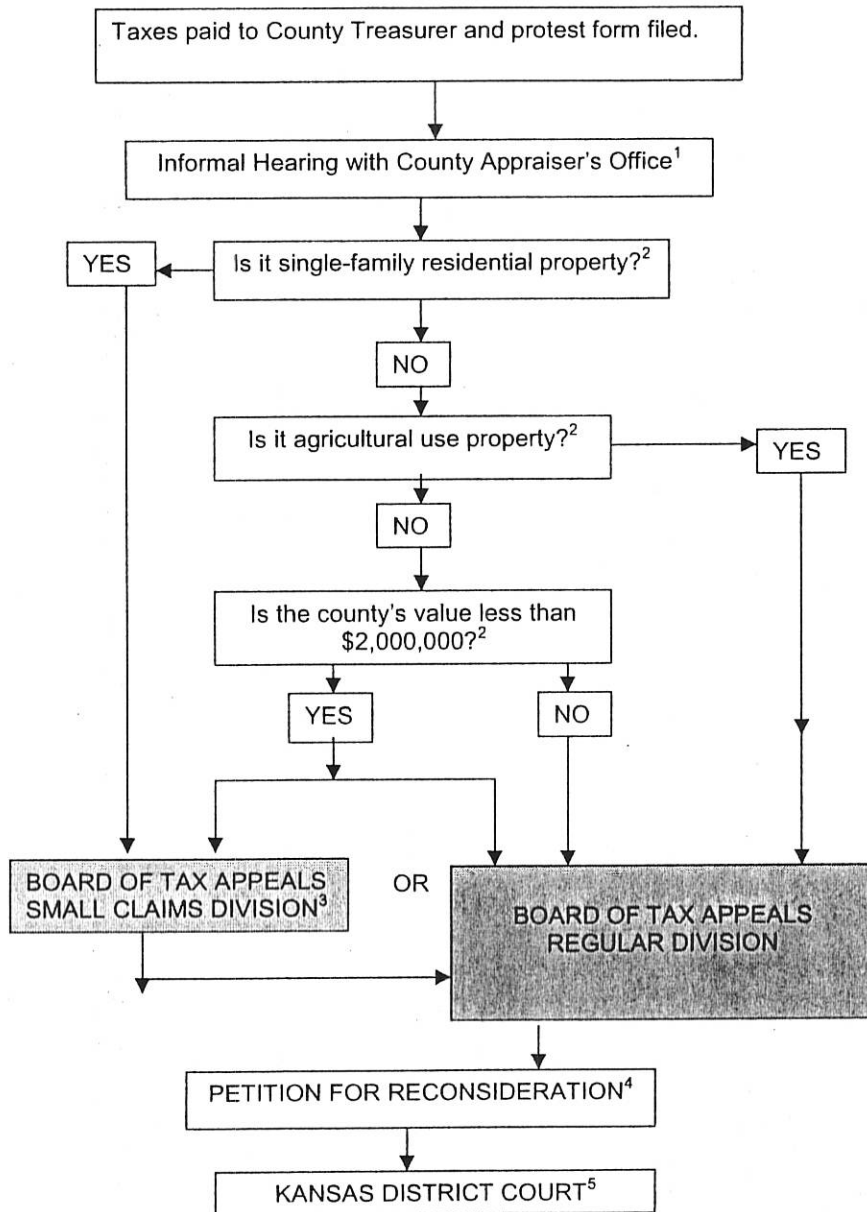 Taxes paid to County Treasurer and protest form filed.
Informal Hearing with County Appraiser's Office¹
YES
Is it single-family residential property?²
NO
Is it agricultural use property?²
YES
NO
Is the county's value less than
$2,000,000?²
YES
NO
BOARD OF TAX APPEALS
SMALL CLAIMS DIVISION³
OR
BOARD OF TAX APPEALS
REGULAR DIVISION
PETITION FOR RECONSIDERATION⁴
KANSAS DISTRICT COURT⁵